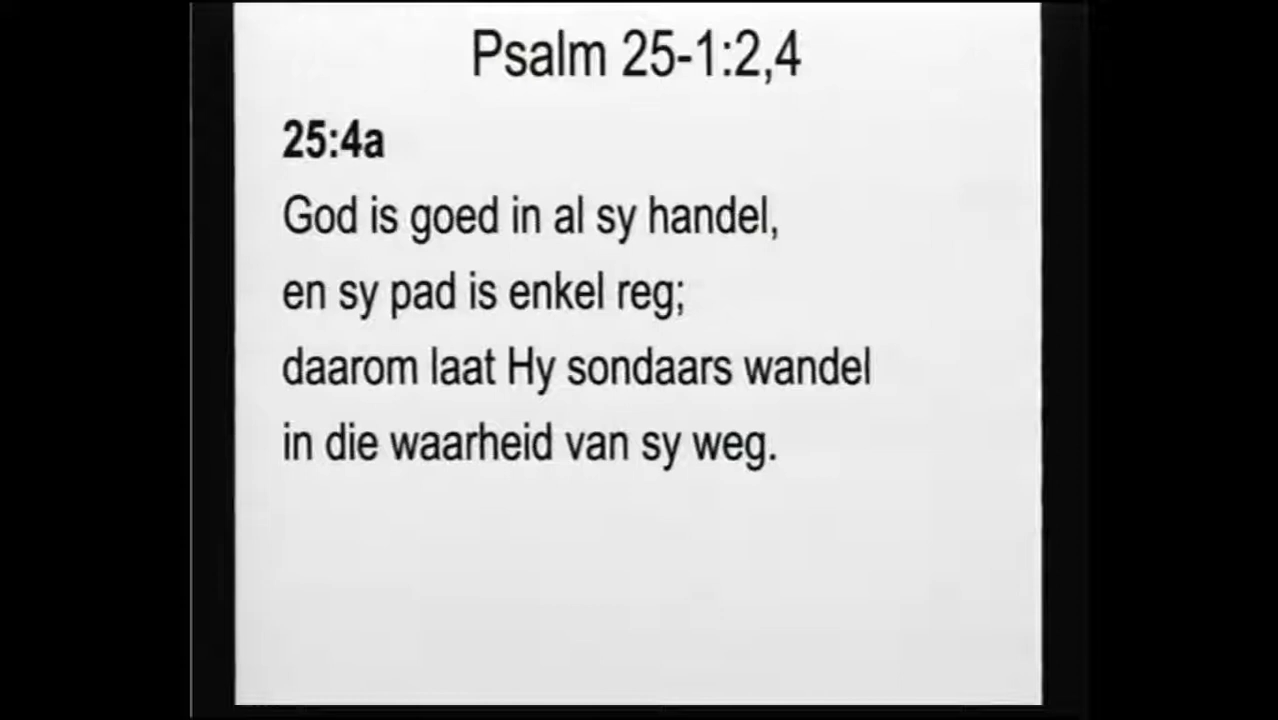 Psalm 25-1:2,4
25:4a
God is goed in al sy handel,
en sy pad is enkel reg;
daarom laat Hy sondaars wandel
in die waarheid van sy weg.